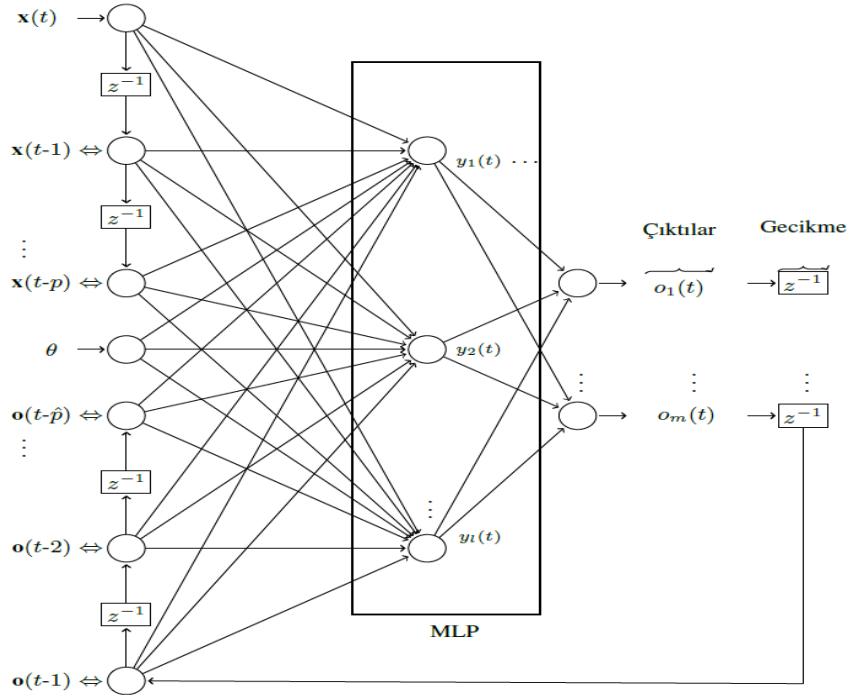 x(t)
z⁻¹
x(t-1) ⇔
y₁(t) ⋯
z⁻¹
Çıktılar Gecikme
⋮
x(t-p) ⇔
o₁(t)
z⁻¹
θ
y₂(t)
⋮ ⋮ ⋮
o(t-p̂) ⇔
oₘ(t)
z⁻¹
⋮
z⁻¹
⋮
o(t-2) ⇔
yₗ(t)
z⁻¹
MLP
o(t-1) ⇔